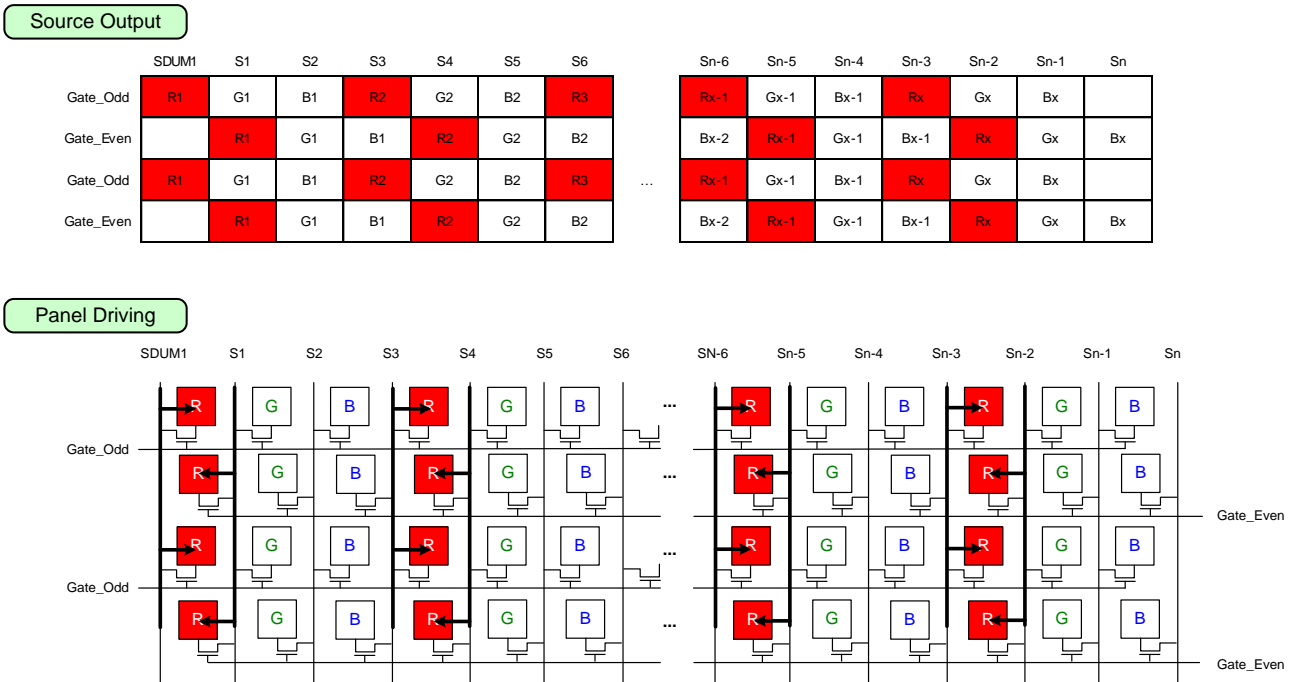 Source Output
SDUM1 S1 S2 S3 S4 S5 S6 Sn-6 Sn-5 Sn-4 Sn-3 Sn-2 Sn-1 Sn
Gate_Odd R1 G1 B1 R2 G2 B2 R3 Rx-1 Gx-1 Bx-1 Rx Gx Bx
Gate_Even R1 G1 B1 R2 G2 B2 Bx-2 Rx-1 Gx-1 Bx-1 Rx Gx Bx
Gate_Odd R1 G1 B1 R2 G2 B2 R3 ... Rx-1 Gx-1 Bx-1 Rx Gx Bx
Gate_Even R1 G1 B1 R2 G2 B2 Bx-2 Rx-1 Gx-1 Bx-1 Rx Gx Bx
Panel Driving
SDUM1 S1 S2 S3 S4 S5 S6 SN-6 Sn-5 Sn-4 Sn-3 Sn-2 Sn-1 Sn
R G B R G B ... R G B R G B
Gate_Odd
R G B R G B ... R G B R G B
Gate_Even
R G B R G B ... R G B R G B
Gate_Odd
R G B R G B ... R G B R G B
Gate_Even